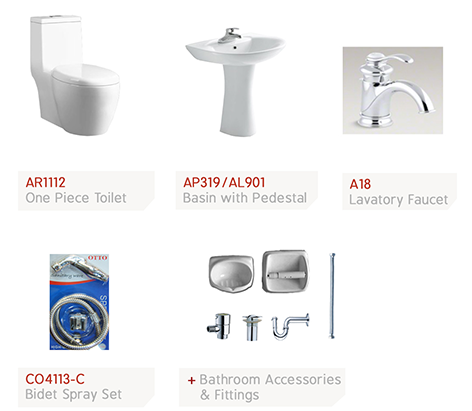 AR1112
One Piece Toilet
AP319/AL901
Basin with Pedestal
A18
Lavatory Faucet
OTTO
CO4113-C
Bidet Spray Set
+ Bathroom Accessories
& Fittings